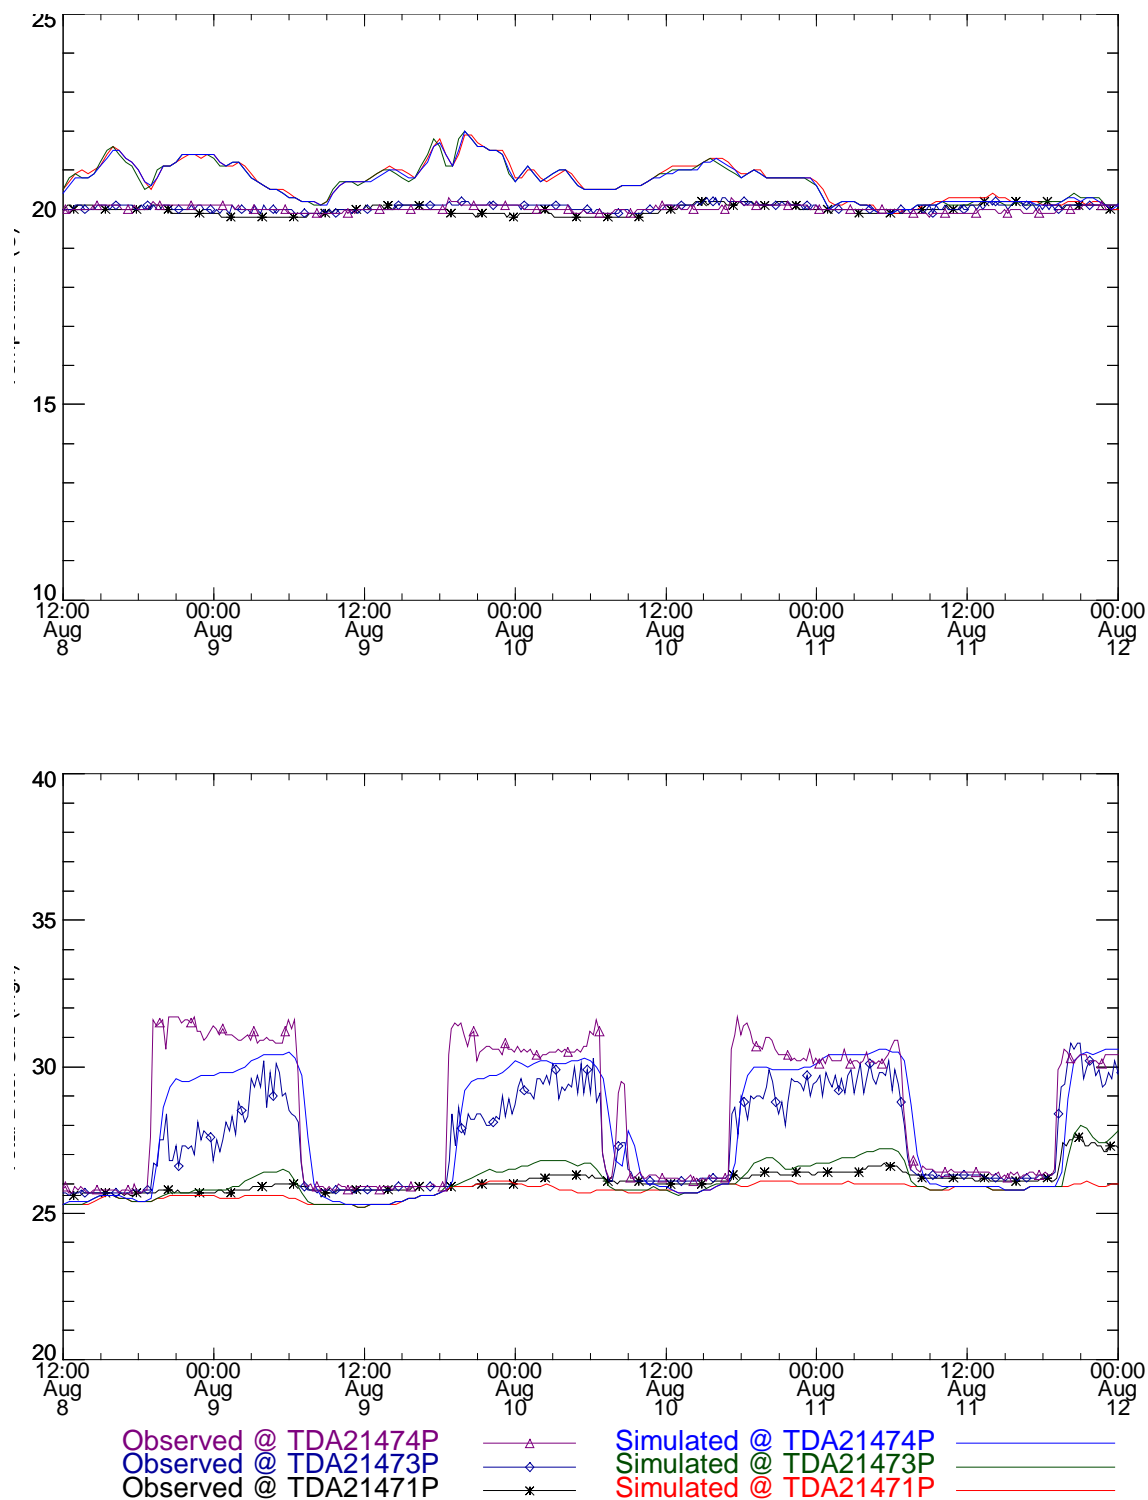 25
20
15
10
12:00 00:00 12:00 00:00 12:00 00:00 12:00 00:00
Aug Aug Aug Aug Aug Aug Aug Aug
8 9 9 10 10 11 11 12
40
35
30
25
20
12:00 00:00 12:00 00:00 12:00 00:00 12:00 00:00
Aug Aug Aug Aug Aug Aug Aug Aug
8 9 9 10 10 11 11 12
Observed @ TDA21474P Simulated @ TDA21474P
Observed @ TDA21473P Simulated @ TDA21473P
Observed @ TDA21471P Simulated @ TDA21471P